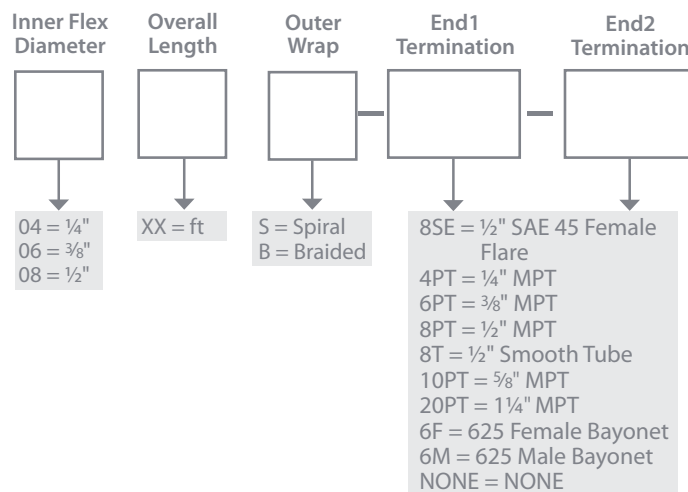 Inner Flex Diameter
Overall Length
Outer Wrap
End1 Termination
End2 Termination
04 = ¼"
06 = ⅜"
08 = ½"
XX = ft
S = Spiral
B = Braided
8SE = ½" SAE 45 Female
Flare
4PT = ¼" MPT
6PT = ⅜" MPT
8PT = ½" MPT
8T = ½" Smooth Tube
10PT = ⅝" MPT
20PT = 1¼" MPT
6F = 625 Female Bayonet
6M = 625 Male Bayonet
NONE = NONE